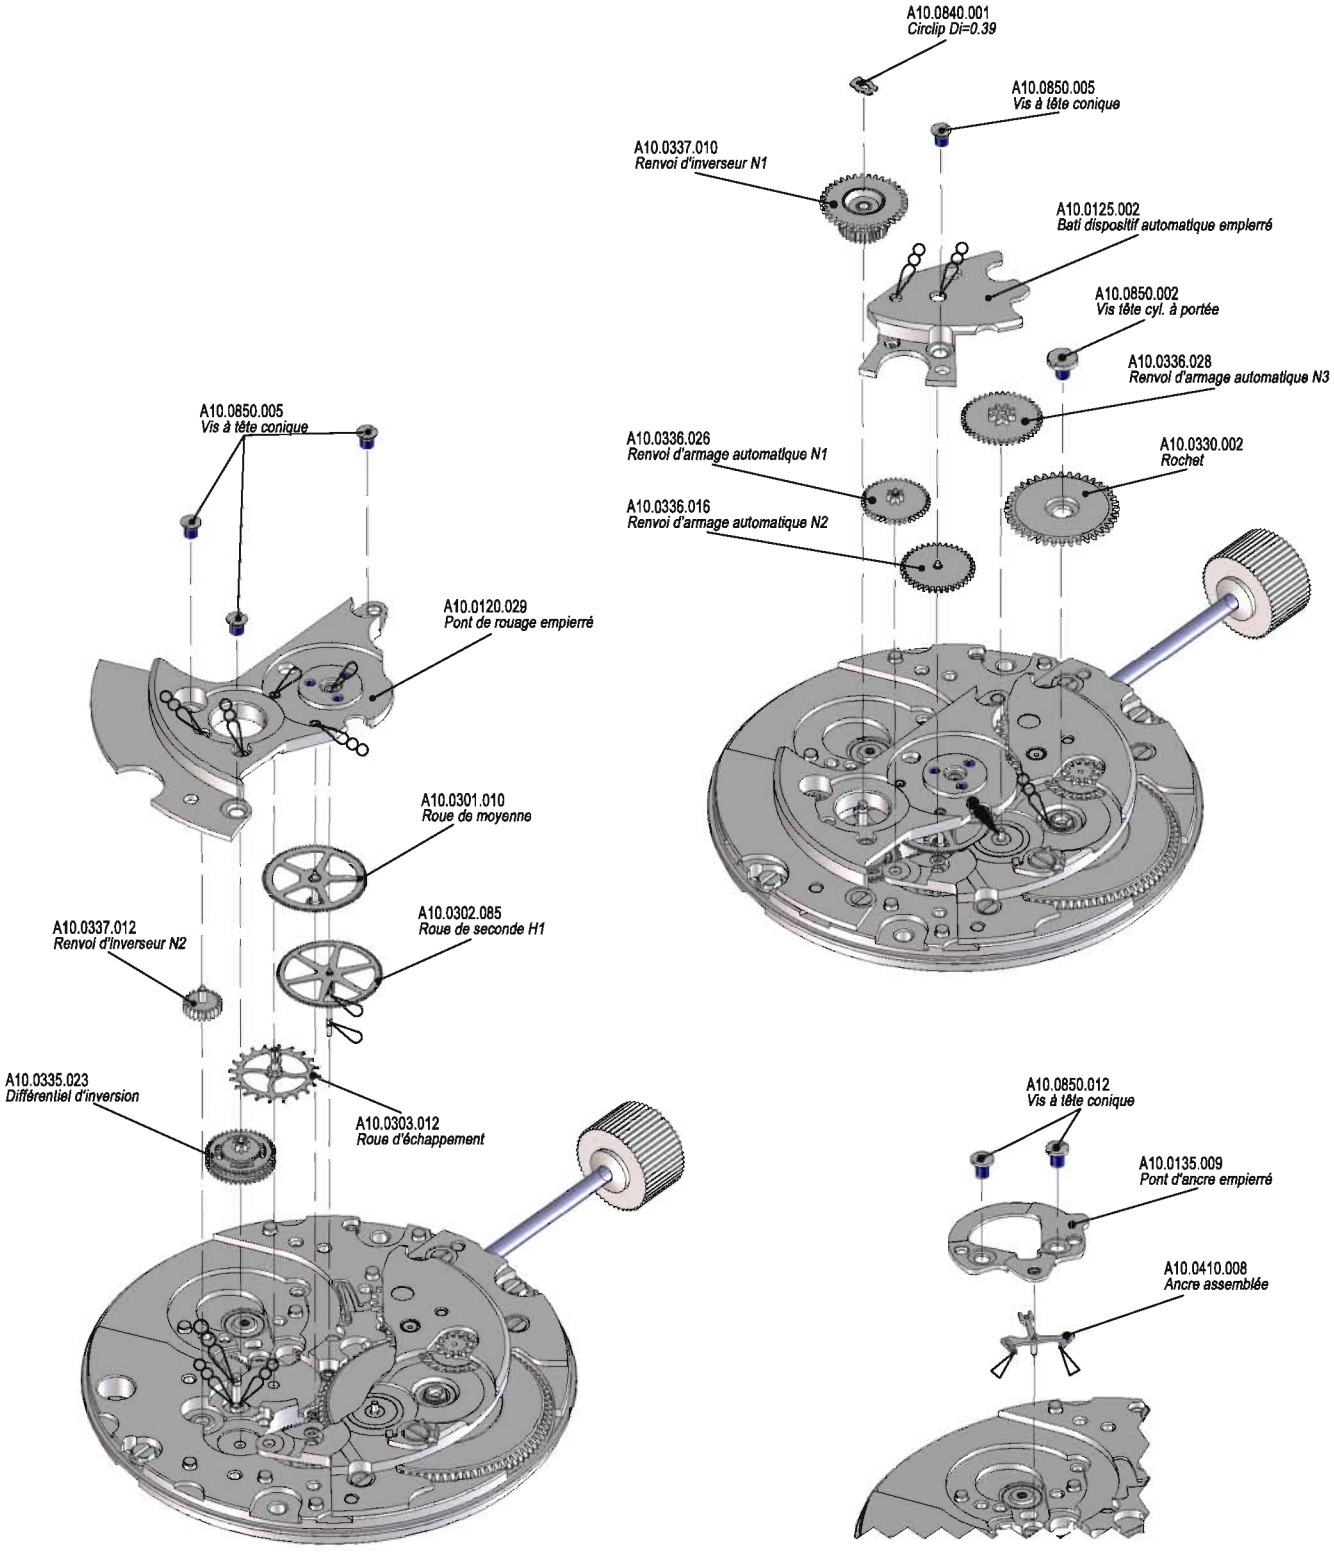 A10.0840.001
Circlip Di=0.39
A10.0850.005
Vis à tête conique
A10.0337.010
Renvoi d'inverseur N1
A10.0125.002
Bati dispositif automatique empierré
A10.0850.002
Vis tête cyl. à portée
A10.0336.028
Renvoi d'armage automatique N3
A10.0336.026
Renvoi d'armage automatique N1
A10.0330.002
Rochet
A10.0336.016
Renvoi d'armage automatique N2
A10.0850.005
Vis à tête conique
A10.0120.029
Pont de rouage empierré
A10.0301.010
Roue de moyenne
A10.0302.085
Roue de seconde H1
A10.0337.012
Renvoi d'inverseur N2
A10.0335.023
Différentiel d'inversion
A10.0303.012
Roue d'échappement
A10.0850.012
Vis à tête conique
A10.0135.009
Pont d'ancre empierré
A10.0410.008
Ancre assemblée